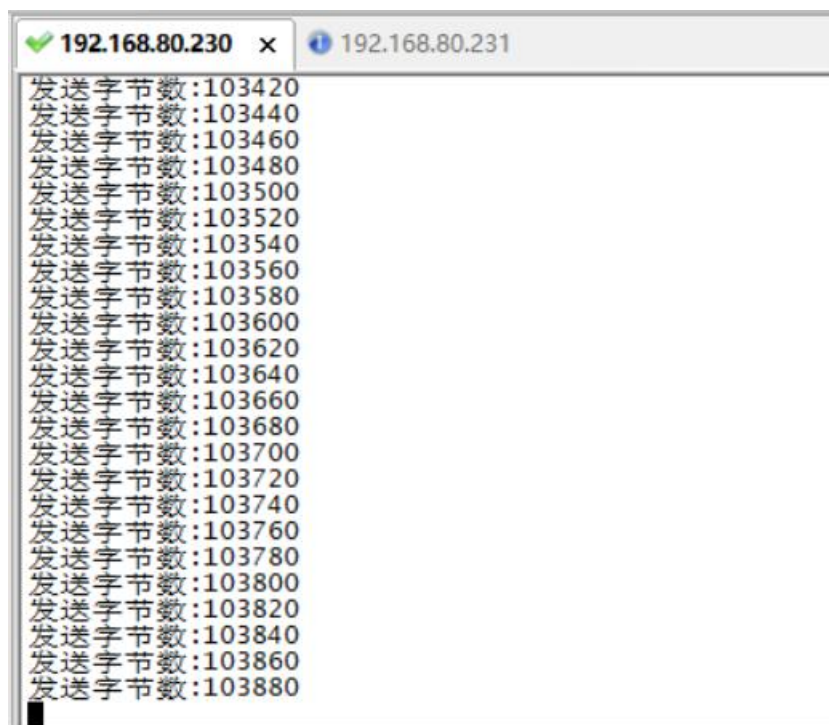 192.168.80.230 × 192.168.80.231
发送字节数:103420
发送字节数:103440
发送字节数:103460
发送字节数:103480
发送字节数:103500
发送字节数:103520
发送字节数:103540
发送字节数:103560
发送字节数:103580
发送字节数:103600
发送字节数:103620
发送字节数:103640
发送字节数:103660
发送字节数:103680
发送字节数:103700
发送字节数:103720
发送字节数:103740
发送字节数:103760
发送字节数:103780
发送字节数:103800
发送字节数:103820
发送字节数:103840
发送字节数:103860
发送字节数:103880